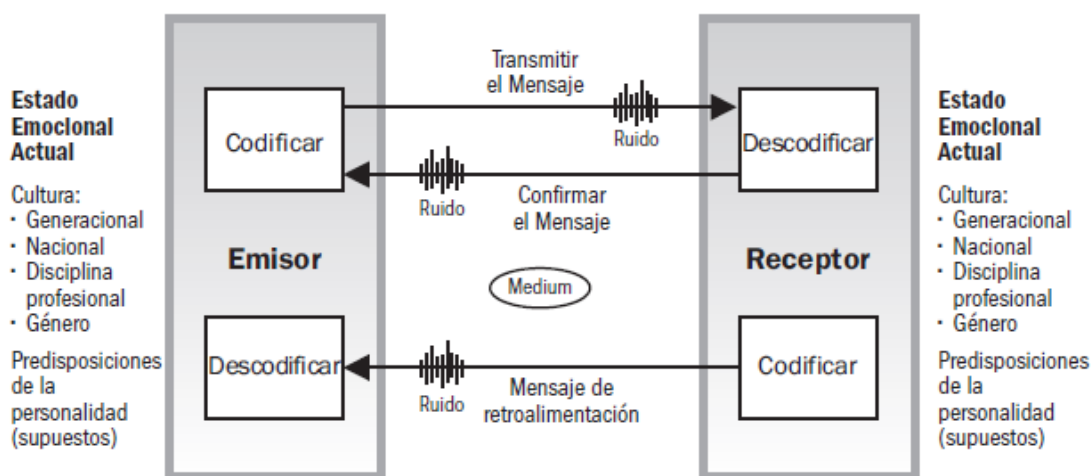 Estado
Emocional
Actual
Cultura:
· Generacional
· Nacional
· Disciplina
profesional
· Género
Predisposiciones
de la
personalidad
(supuestos)
Codificar
Emisor
Descodificar
Transmitir
el Mensaje
Ruido
Ruido
Confirmar
el Mensaje
Medium
Ruido
Mensaje de
retroalimentación
Descodificar
Receptor
Codificar
Estado
Emocional
Actual
Cultura:
· Generacional
· Nacional
· Disciplina
profesional
· Género
Predisposiciones
de la
personalidad
(supuestos)